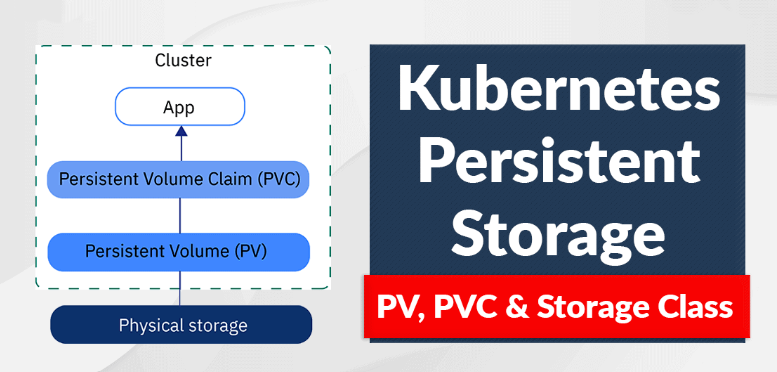 Cluster
App
Persistent Volume Claim (PVC)
Persistent Volume (PV)
Physical storage
Kubernetes
Persistent
Storage
PV, PVC & Storage Class